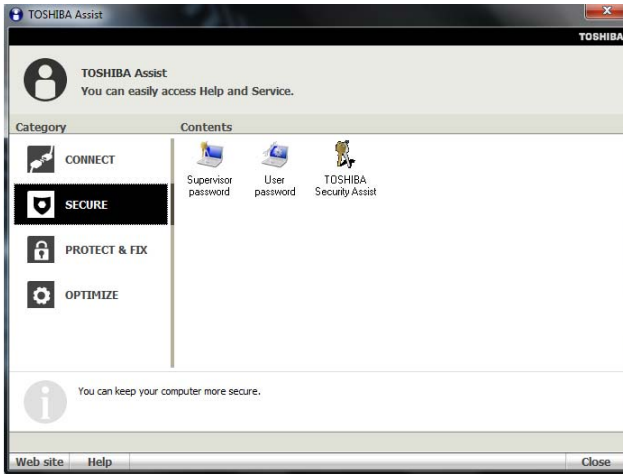 TOSHIBA Assist
TOSHIBA
TOSHIBA Assist
You can easily access Help and Service.
Category
Contents
CONNECT
SECURE
PROTECT & FIX
OPTIMIZE
Supervisor
password
User
password
TOSHIBA
Security Assist
You can keep your computer more secure.
Web site
Help
Close